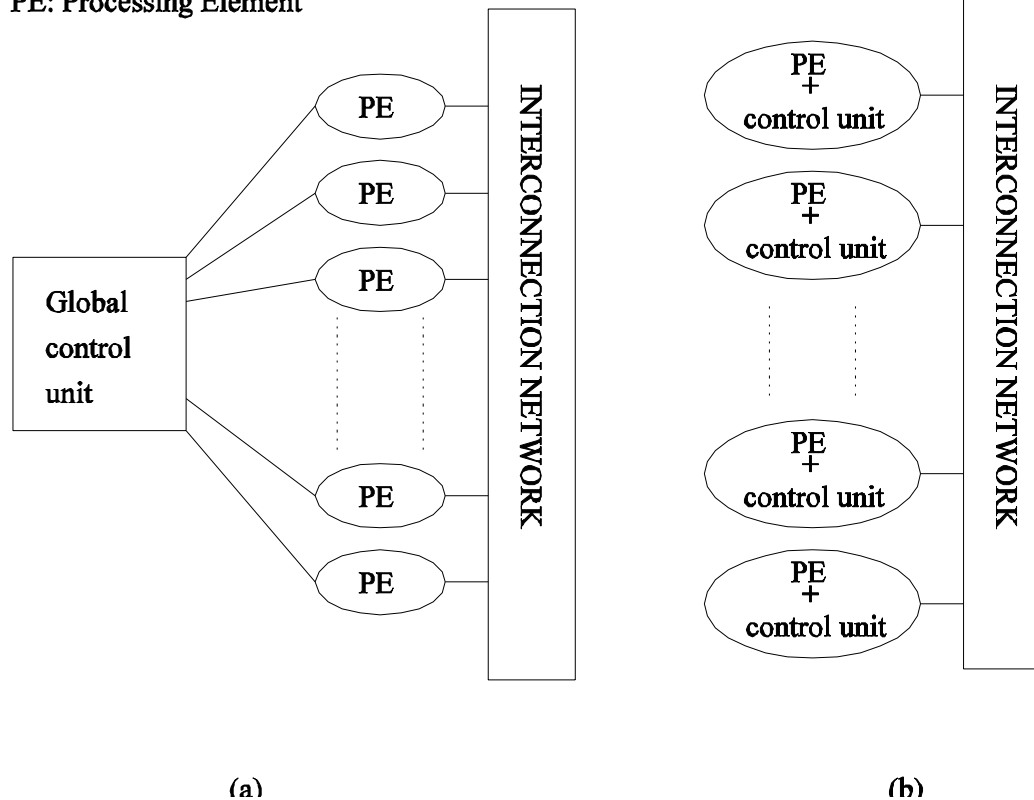 PE: Processing Element
PE
PE
PE
Global
control
unit
PE
PE
INTERCONNECTION NETWORK
(a)
PE
+
control unit
PE
+
control unit
PE
+
control unit
PE
+
control unit
INTERCONNECTION NETWORK
(b)